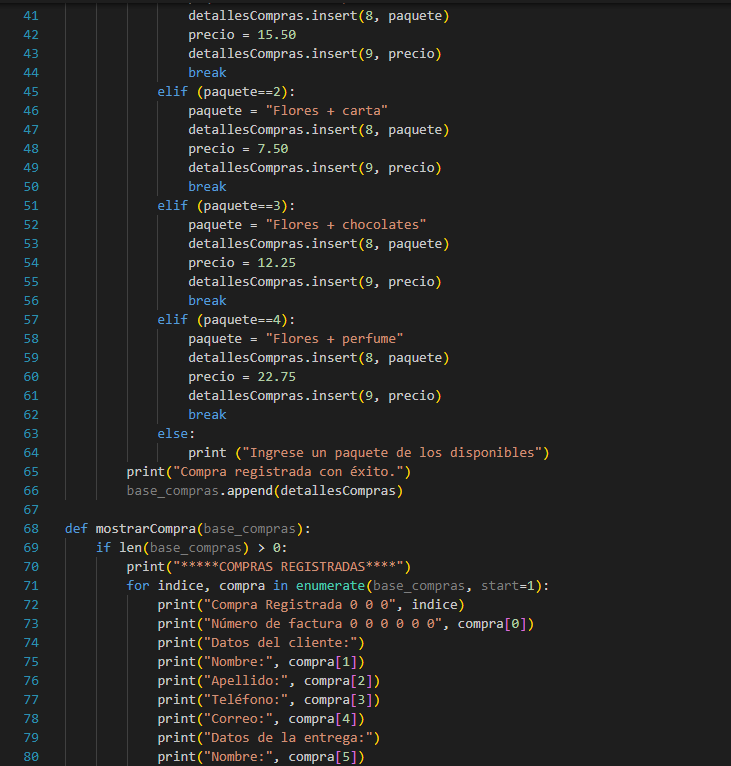 41 detallesCompras.insert(8, paquete)
42 precio = 15.50
43 detallesCompras.insert(9, precio)
44 break
45 elif (paquete==2):
46 paquete = "Flores + carta"
47 detallesCompras.insert(8, paquete)
48 precio = 7.50
49 detallesCompras.insert(9, precio)
50 break
51 elif (paquete==3):
52 paquete = "Flores + chocolates"
53 detallesCompras.insert(8, paquete)
54 precio = 12.25
55 detallesCompras.insert(9, precio)
56 break
57 elif (paquete==4):
58 paquete = "Flores + perfume"
59 detallesCompras.insert(8, paquete)
60 precio = 22.75
61 detallesCompras.insert(9, precio)
62 break
63 else:
64 print ("Ingrese un paquete de los disponibles")
65 print("Compra registrada con éxito.")
66 base_compras.append(detallesCompras)
67
68 def mostrarCompra(base_compras):
69 if len(base_compras) > 0:
70 print("*****COMPRAS REGISTRADAS****")
71 for indice, compra in enumerate(base_compras, start=1):
72 print("Compra Registrada 0 0 0", indice)
73 print("Número de factura 0 0 0 0 0 0", compra[0])
74 print("Datos del cliente:")
75 print("Nombre:", compra[1])
76 print("Apellido:", compra[2])
77 print("Teléfono:", compra[3])
78 print("Correo:", compra[4])
79 print("Datos de la entrega:")
80 print("Nombre:", compra[5])